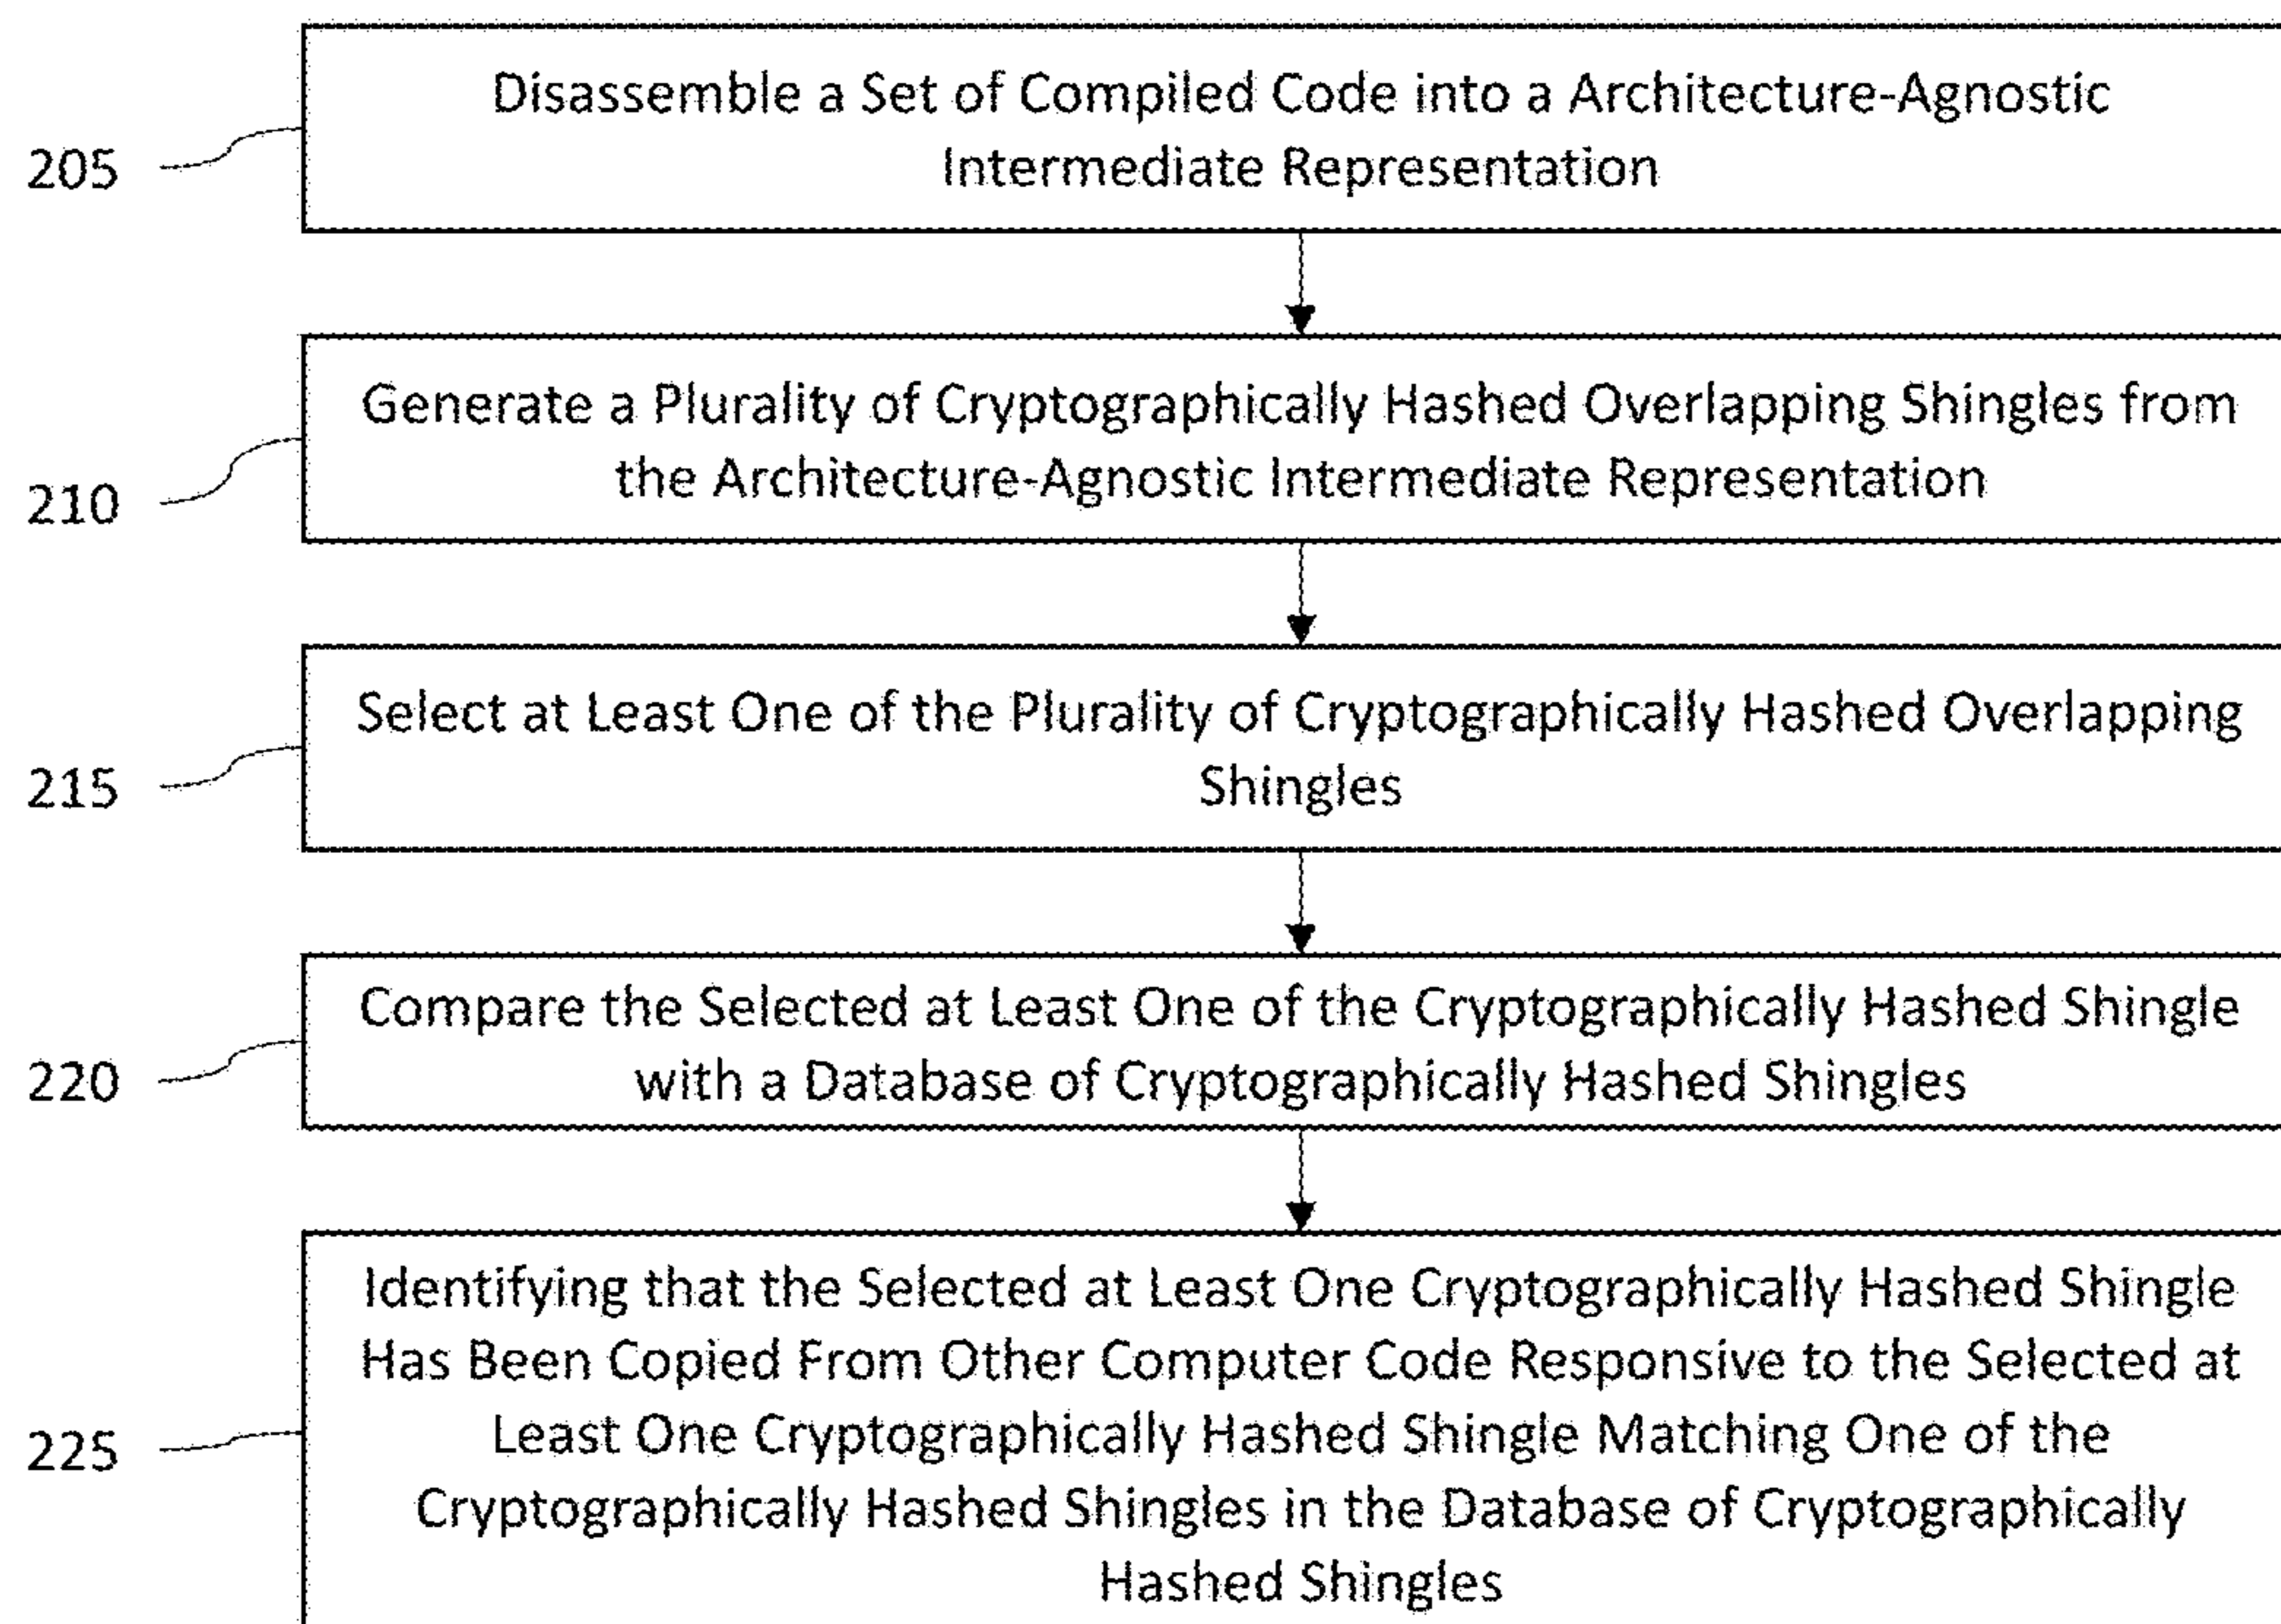 Disassemble a Set of Compiled Code into a Architecture-Agnostic
Intermediate Representation
205
Generate a Plurality of Cryptographically Hashed Overlapping Shingles from
the Architecture-Agnostic Intermediate Representation
210
Select at Least One of the Plurality of Cryptographically Hashed Overlapping
Shingles
215
Compare the Selected at Least One of the Cryptographically Hashed Shingle
with a Database of Cryptographically Hashed Shingles
220
Identifying that the Selected at Least One Cryptographically Hashed Shingle
Has Been Copied From Other Computer Code Responsive to the Selected at
Least One Cryptographically Hashed Shingle Matching One of the
225
Cryptographically Hashed Shingles in the Database of Cryptographically
Hashed Shingles